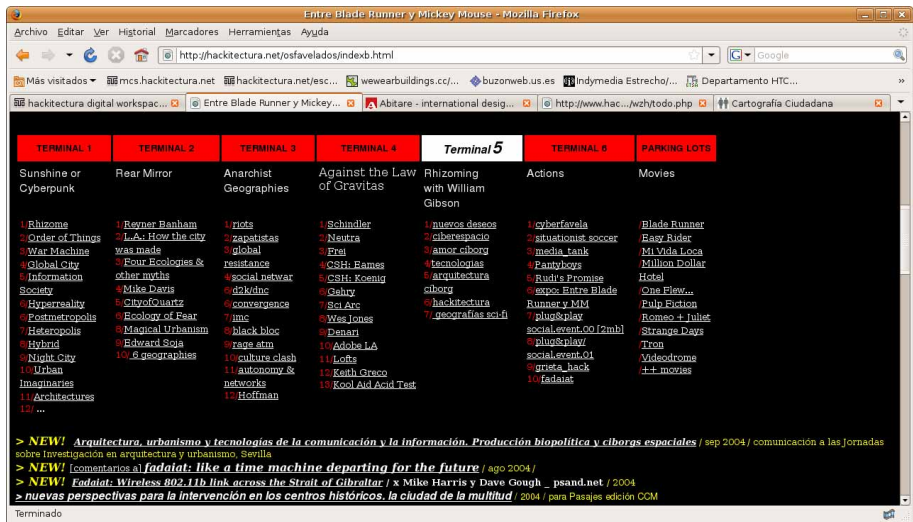 Entre Blade Runner y Mickey Mouse - Mozilla Firefox
Archivo Editar Ver Historial Marcadores Herramientas Ayuda
http://hackitectura.net/osfavelados/indexb.html
Google
Más visitados mcs.hackitectura.net hackitectura.net/esc... wewearbuildings.cc/... buzonweb.us.es Indymedia Estrecho/... Departamento HTC...
hackitectura digital workspac... Entre Blade Runner y Mickey... Abitare - international desig... http://www.hac.../wzh/todo.php Cartografía Ciudadana
TERMINAL 1
Sunshine or
Cyberpunk
1/Rhizome
2/Order of Things
3/War Machine
4/Global City
5/Information
Society
6/Hyperreality
6/Postmetropolis
7/Heteropolis
8/Hybrid
9/Night City
10/Urban
Imaginaries
11/Architectures
12/ ...
TERMINAL 2
Rear Mirror
1/Reyner Banham
2/L.A.: How the city
was made
3/Four Ecologies &
other myths
4/Mike Davis
5/CityofQuartz
6/Ecology of Fear
8/Magical Urbanism
9/Edward Soja
10/ 6 geographies
TERMINAL 3
Anarchist
Geographies
1/riots
2/zapatistas
3/global
resistance
4/social netwar
6/d2k/dnc
6/convergence
7/imc
8/black bloc
9/rage atm
10/culture clash
11/autonomy &
networks
12/Hoffman
TERMINAL 4
Against the Law
of Gravitas
1/Schindler
2/Neutra
3/Frei
4/CSH: Eames
5/CSH: Koenig
6/Gehry
7/Sci Arc
8/Wes Jones
9/Denari
10/Adobe LA
11/Lofts
12/Keith Greco
13/Kool Aid Acid Test
Terminal 5
Rhizoming
with William
Gibson
1/nuevos deseos
2/ciberespacio
3/amor cíborg
4/tecnologias
5/arquitectura
cíborg
6/hackitectura
7/ geografías sci-fi
TERMINAL 6
Actions
1/cyberfavela
2/situationist soccer
3/media_tank
4/Pantyboys
5/Rudi's Promise
6/expo: Entre Blade
Runner y MM
7/plug&play
social.event.00 [2mb]
8/plug&play/
social.event.01
9/grieta_hack
10/fadaiat
PARKING LOTS
Movies
/Blade Runner
/Easy Rider
/Mi Vida Loca
/Million Dollar
Hotel
/One Flew...
/Pulp Fiction
/Romeo + Juliet
/Strange Days
/Tron
/Videodrome
/++ movies
> NEW! Arquitectura, urbanismo y tecnologías de la comunicación y la información. Producción biopolítica y ciborgs espaciales / sep 2004 / comunicación a las Jornadas
sobre Investigación en arquitectura y urbanismo, Sevilla
> NEW! [comentarios a] fadaiat: like a time machine departing for the future / ago 2004 /
> NEW! Fadaiat: Wireless 802.11b link across the Strait of Gibraltar / x Mike Harris y Dave Gough _ psand.net / 2004
> nuevas perspectivas para la intervención en los centros históricos. la ciudad de la multitud / 2004 / para Pasajes edición CCM
Terminado